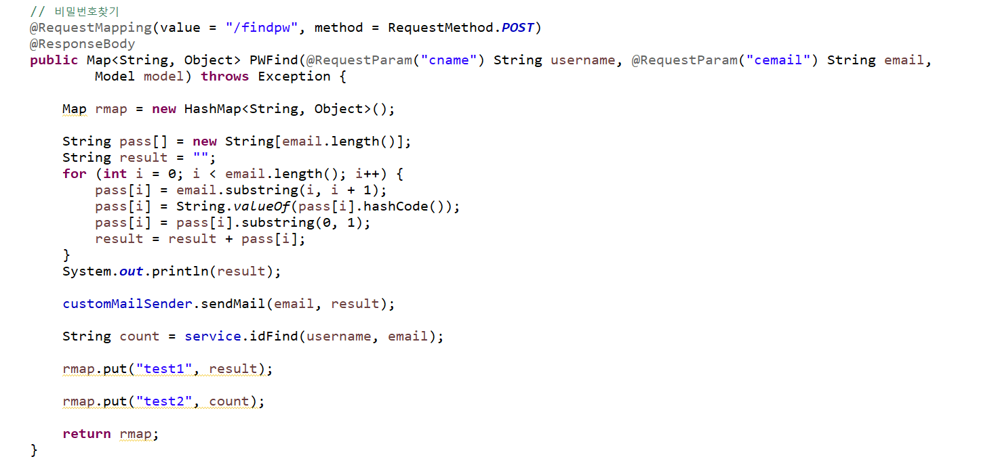 // 비밀번호찾기
@RequestMapping(value = "/findpw", method = RequestMethod.POST)
@ResponseBody
public Map<String, Object> PWFind(@RequestParam("cname") String username, @RequestParam("cemail") String email,
Model model) throws Exception {
Map rmap = new HashMap<String, Object>();
String pass[] = new String[email.length()];
String result = "";
for (int i = 0; i < email.length(); i++) {
pass[i] = email.substring(i, i + 1);
pass[i] = String.valueOf(pass[i].hashCode());
pass[i] = pass[i].substring(0, 1);
result = result + pass[i];
}
System.out.println(result);
customMailSender.sendMail(email, result);
String count = service.idFind(username, email);
rmap.put("test1", result);
rmap.put("test2", count);
return rmap;
}